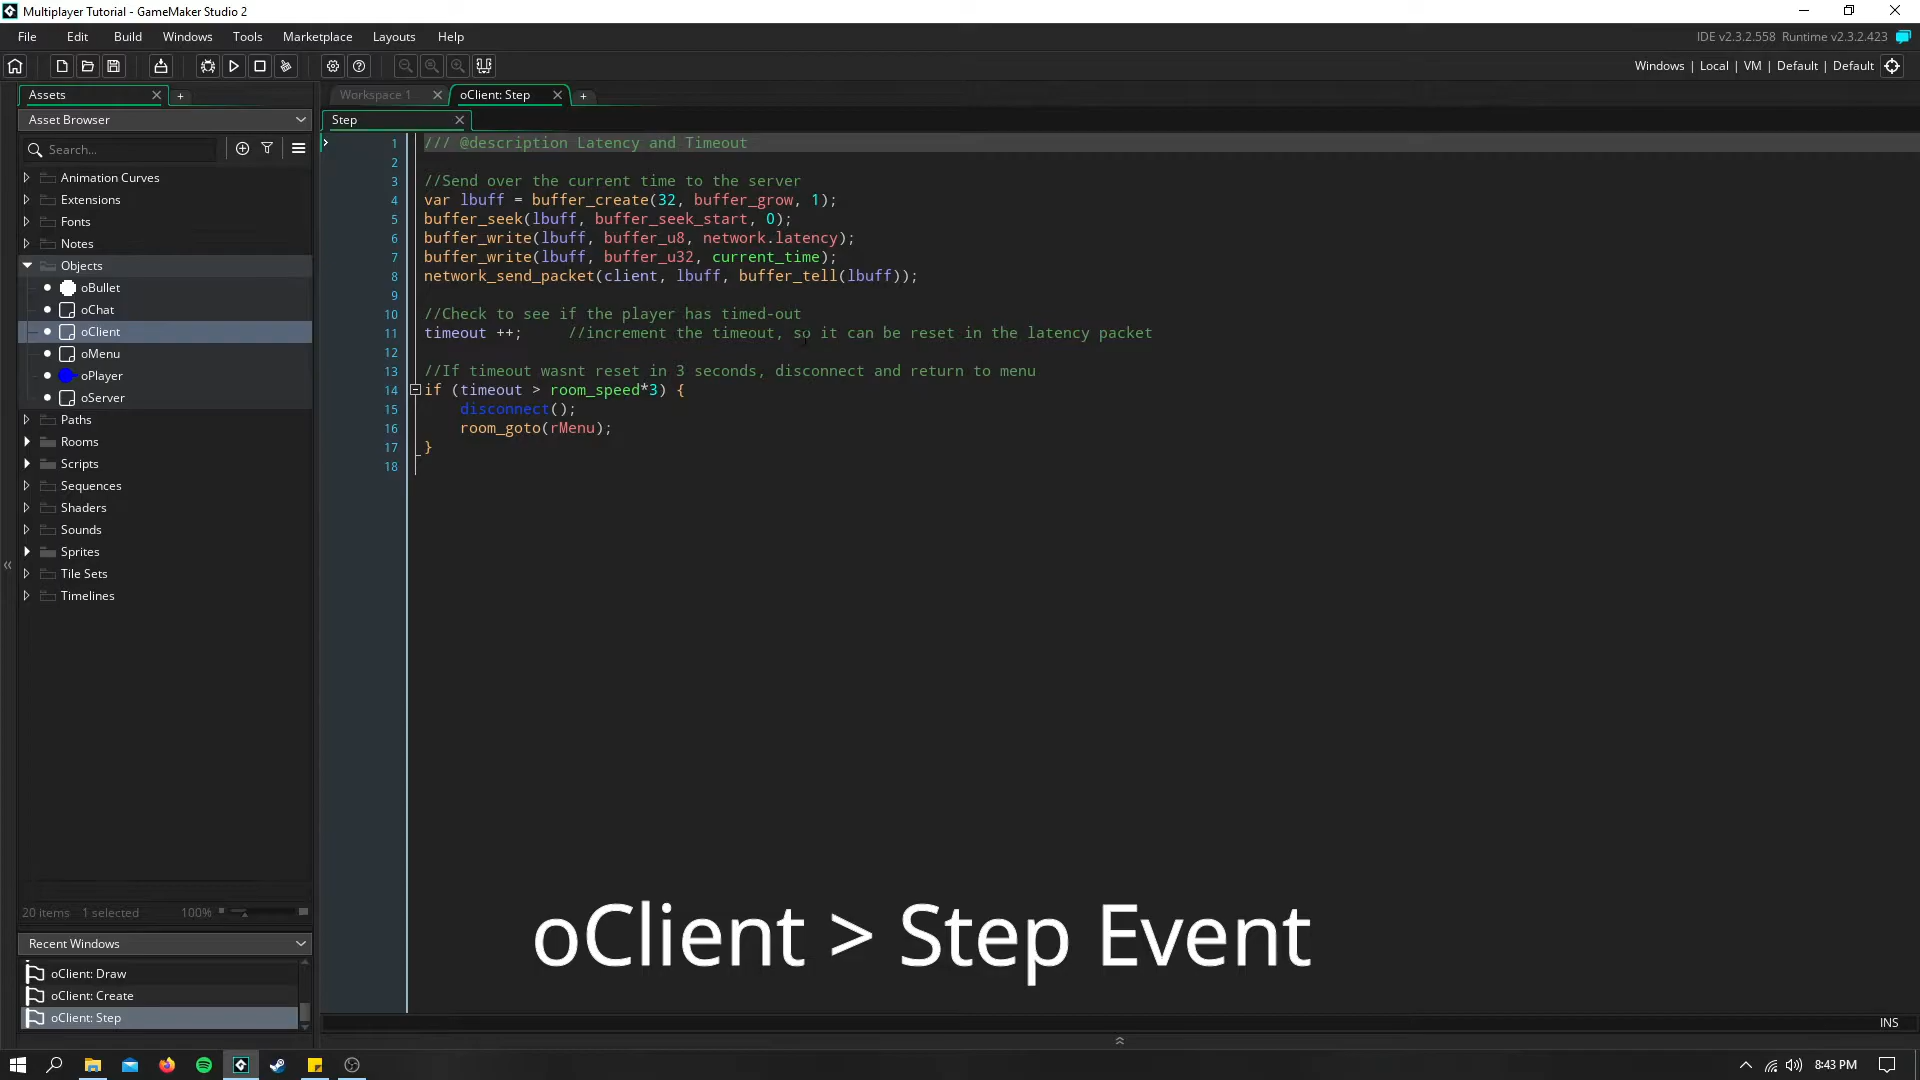 Multiplayer Tutorial - GameMaker Studio 2
File Edit Build Windows Tools Marketplace Layouts Help
IDE v2.3.2.558 Runtime v2.3.2.423
Windows | Local | VM | Default | Default
Assets
Workspace 1
oClient: Step
Asset Browser
Step
Search...
Animation Curves
Extensions
Fonts
Notes
Objects
oBullet
oChat
oClient
oMenu
oPlayer
oServer
Paths
Rooms
Scripts
Sequences
Shaders
Sounds
Sprites
Tile Sets
Timelines
20 items 1 selected 100%
Recent Windows
oClient: Draw
oClient: Create
oClient: Step
1 /// @description Latency and Timeout
2
3 //Send over the current time to the server
4 var lbuff = buffer_create(32, buffer_grow, 1);
5 buffer_seek(lbuff, buffer_seek_start, 0);
6 buffer_write(lbuff, buffer_u8, network.latency);
7 buffer_write(lbuff, buffer_u32, current_time);
8 network_send_packet(client, lbuff, buffer_tell(lbuff));
9
10 //Check to see if the player has timed-out
11 timeout ++; //increment the timeout, so it can be reset in the latency packet
12
13 //If timeout wasnt reset in 3 seconds, disconnect and return to menu
14 if (timeout > room_speed*3) {
15 disconnect();
16 room_goto(rMenu);
17 }
18
oClient > Step Event
INS
8:43 PM